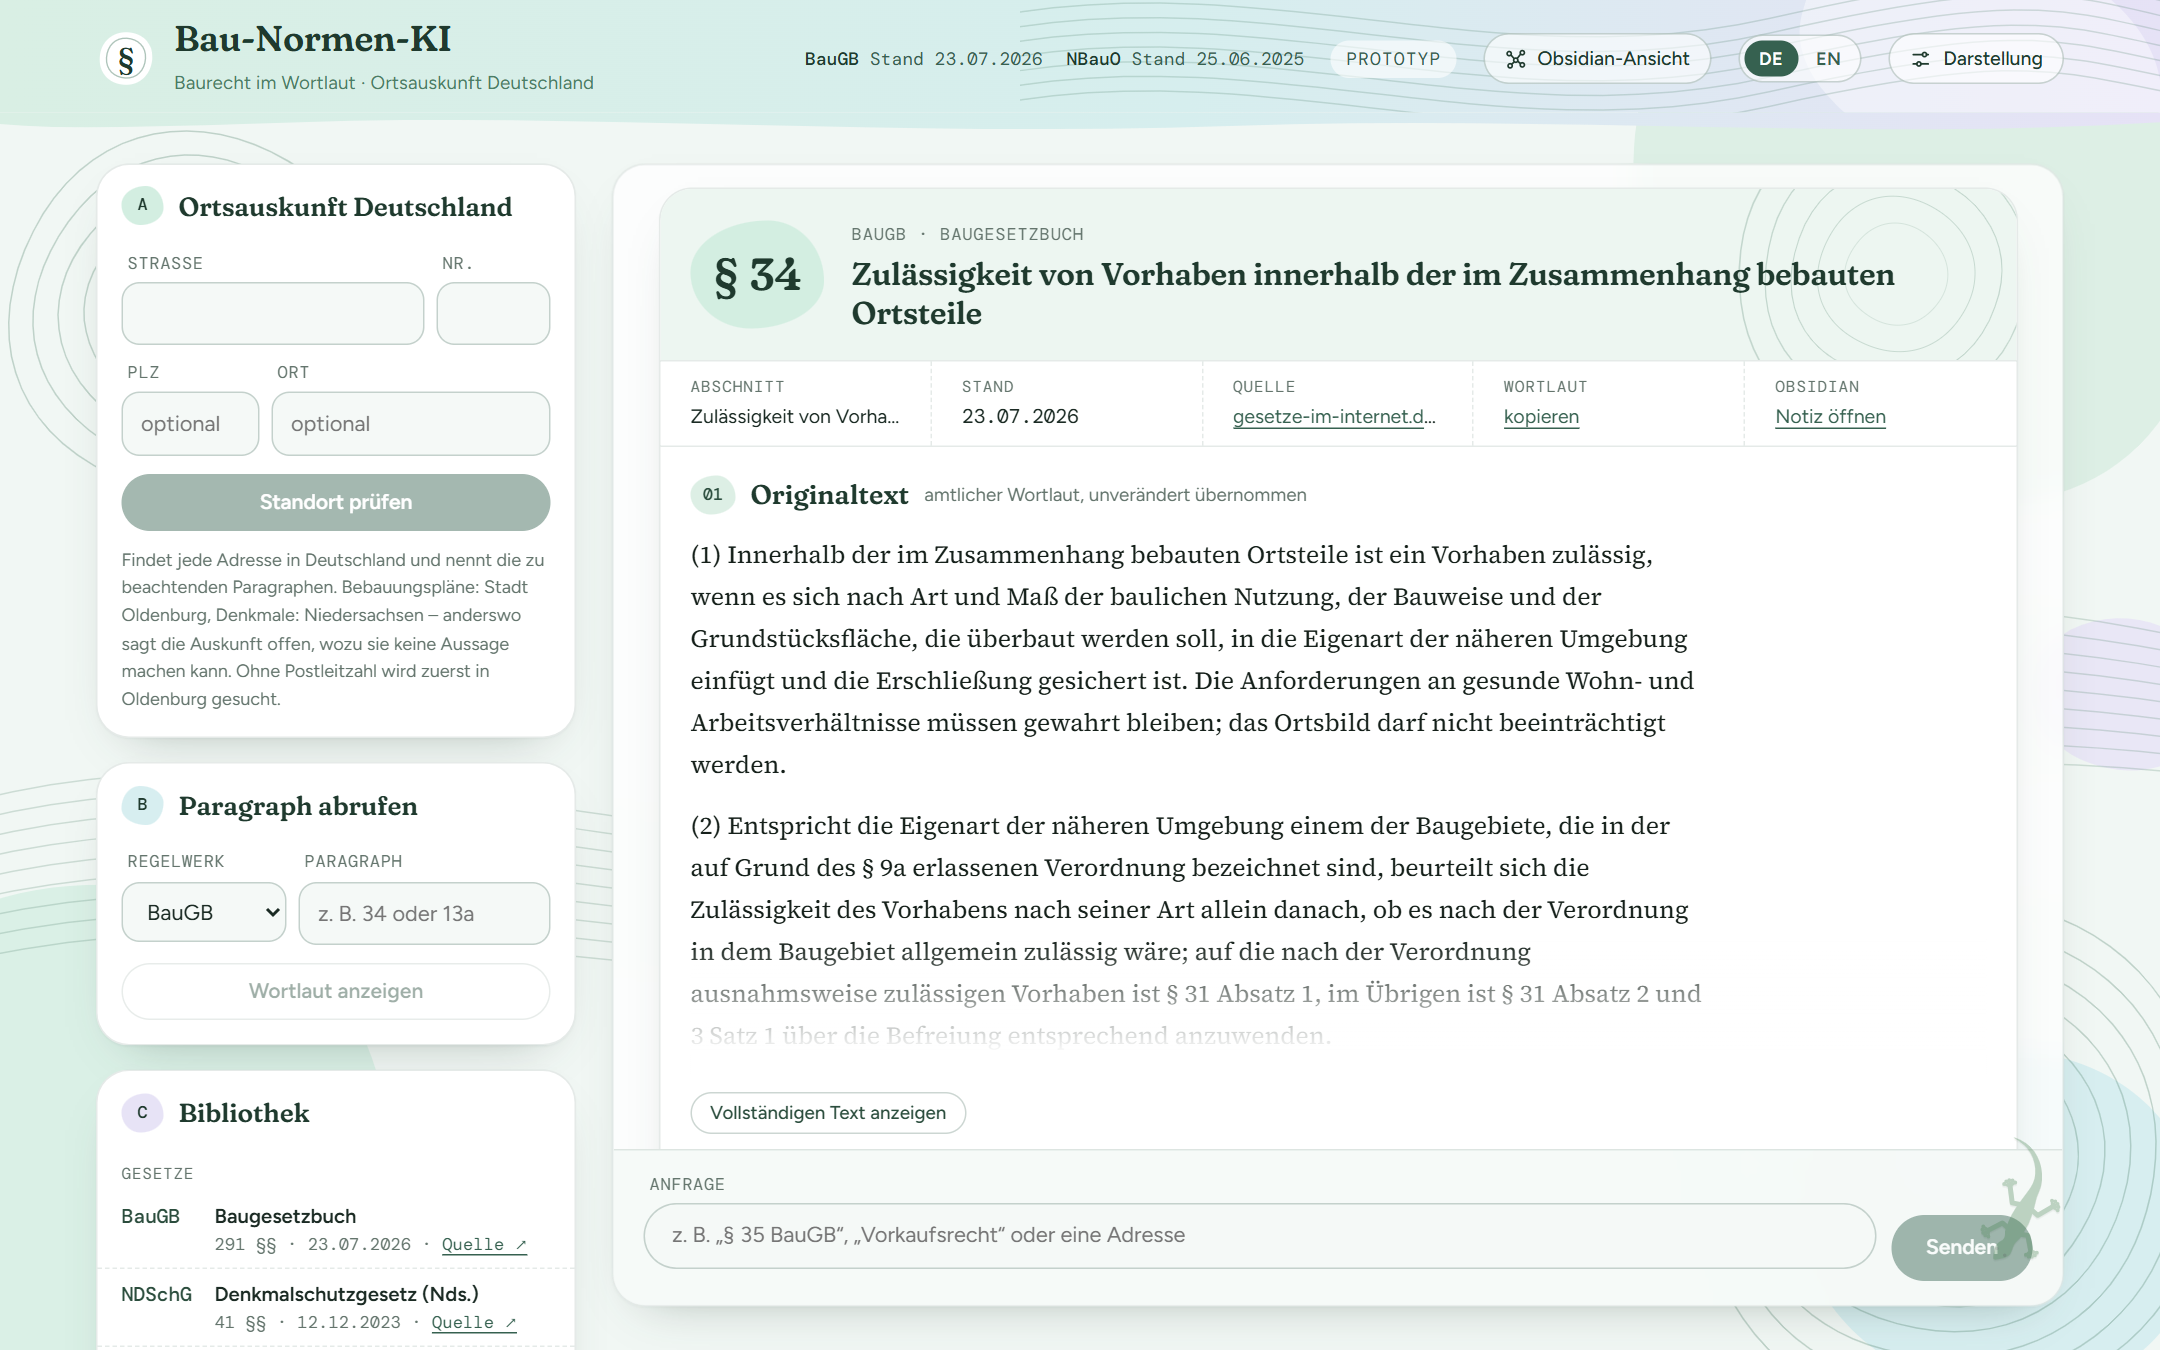 §
Bau-Normen-KI
Baurecht im Wortlaut · Ortsauskunft Deutschland
BauGB Stand 23.07.2026 NBauO Stand 25.06.2025
PROTOTYP
Obsidian-Ansicht
DE EN
Darstellung
A
Ortsauskunft Deutschland
STRASSE NR.
PLZ ORT
optional optional
Standort prüfen
Findet jede Adresse in Deutschland und nennt die zu
beachtenden Paragraphen. Bebauungspläne: Stadt
Oldenburg, Denkmale: Niedersachsen – anderswo
sagt die Auskunft offen, wozu sie keine Aussage
machen kann. Ohne Postleitzahl wird zuerst in
Oldenburg gesucht.
B
Paragraph abrufen
REGELWERK PARAGRAPH
BauGB z. B. 34 oder 13a
Wortlaut anzeigen
C
Bibliothek
GESETZE
BauGB Baugesetzbuch
291 §§ · 23.07.2026 · Quelle ↗
NDSchG Denkmalschutzgesetz (Nds.)
41 §§ · 12.12.2023 · Quelle ↗
§ 34
BAUGB · BAUGESETZBUCH
Zulässigkeit von Vorhaben innerhalb der im Zusammenhang bebauten
Ortsteile
ABSCHNITT STAND QUELLE WORTLAUT OBSIDIAN
Zulässigkeit von Vorha… 23.07.2026 gesetze-im-internet.d… kopieren Notiz öffnen
01 Originaltext amtlicher Wortlaut, unverändert übernommen
(1) Innerhalb der im Zusammenhang bebauten Ortsteile ist ein Vorhaben zulässig,
wenn es sich nach Art und Maß der baulichen Nutzung, der Bauweise und der
Grundstücksfläche, die überbaut werden soll, in die Eigenart der näheren Umgebung
einfügt und die Erschließung gesichert ist. Die Anforderungen an gesunde Wohn- und
Arbeitsverhältnisse müssen gewahrt bleiben; das Ortsbild darf nicht beeinträchtigt
werden.
(2) Entspricht die Eigenart der näheren Umgebung einem der Baugebiete, die in der
auf Grund des § 9a erlassenen Verordnung bezeichnet sind, beurteilt sich die
Zulässigkeit des Vorhabens nach seiner Art allein danach, ob es nach der Verordnung
in dem Baugebiet allgemein zulässig wäre; auf die nach der Verordnung
ausnahmsweise zulässigen Vorhaben ist § 31 Absatz 1, im Übrigen ist § 31 Absatz 2 und
3 Satz 1 über die Befreiung entsprechend anzuwenden.
Vollständigen Text anzeigen
ANFRAGE
z. B. „§ 35 BauGB“, „Vorkaufsrecht“ oder eine Adresse
Senden